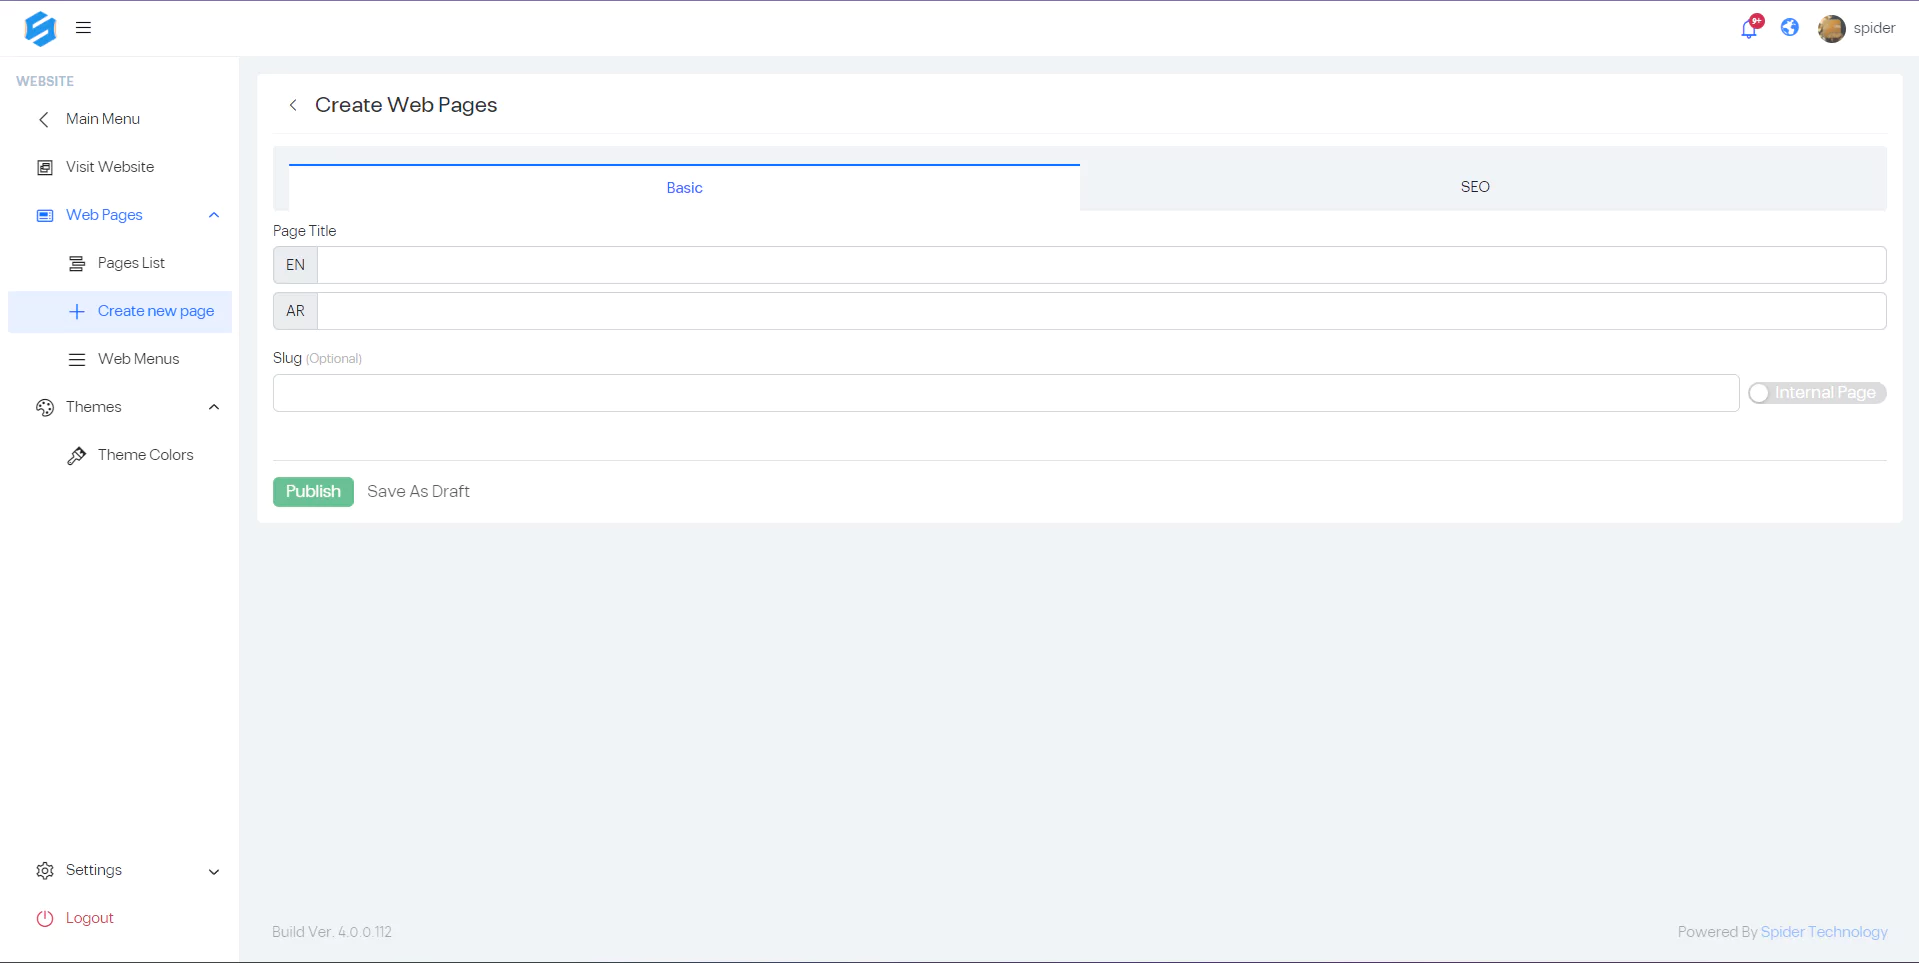 9+
spider
WEBSITE
Main Menu
Visit Website
Web Pages
Pages List
Create new page
Web Menus
Themes
Theme Colors
Settings
Logout
Create Web Pages
Basic
SEO
Page Title
EN
AR
Slug (Optional)
Internal Page
Publish
Save As Draft
Build Ver. 4.0.0.112
Powered By Spider Technology